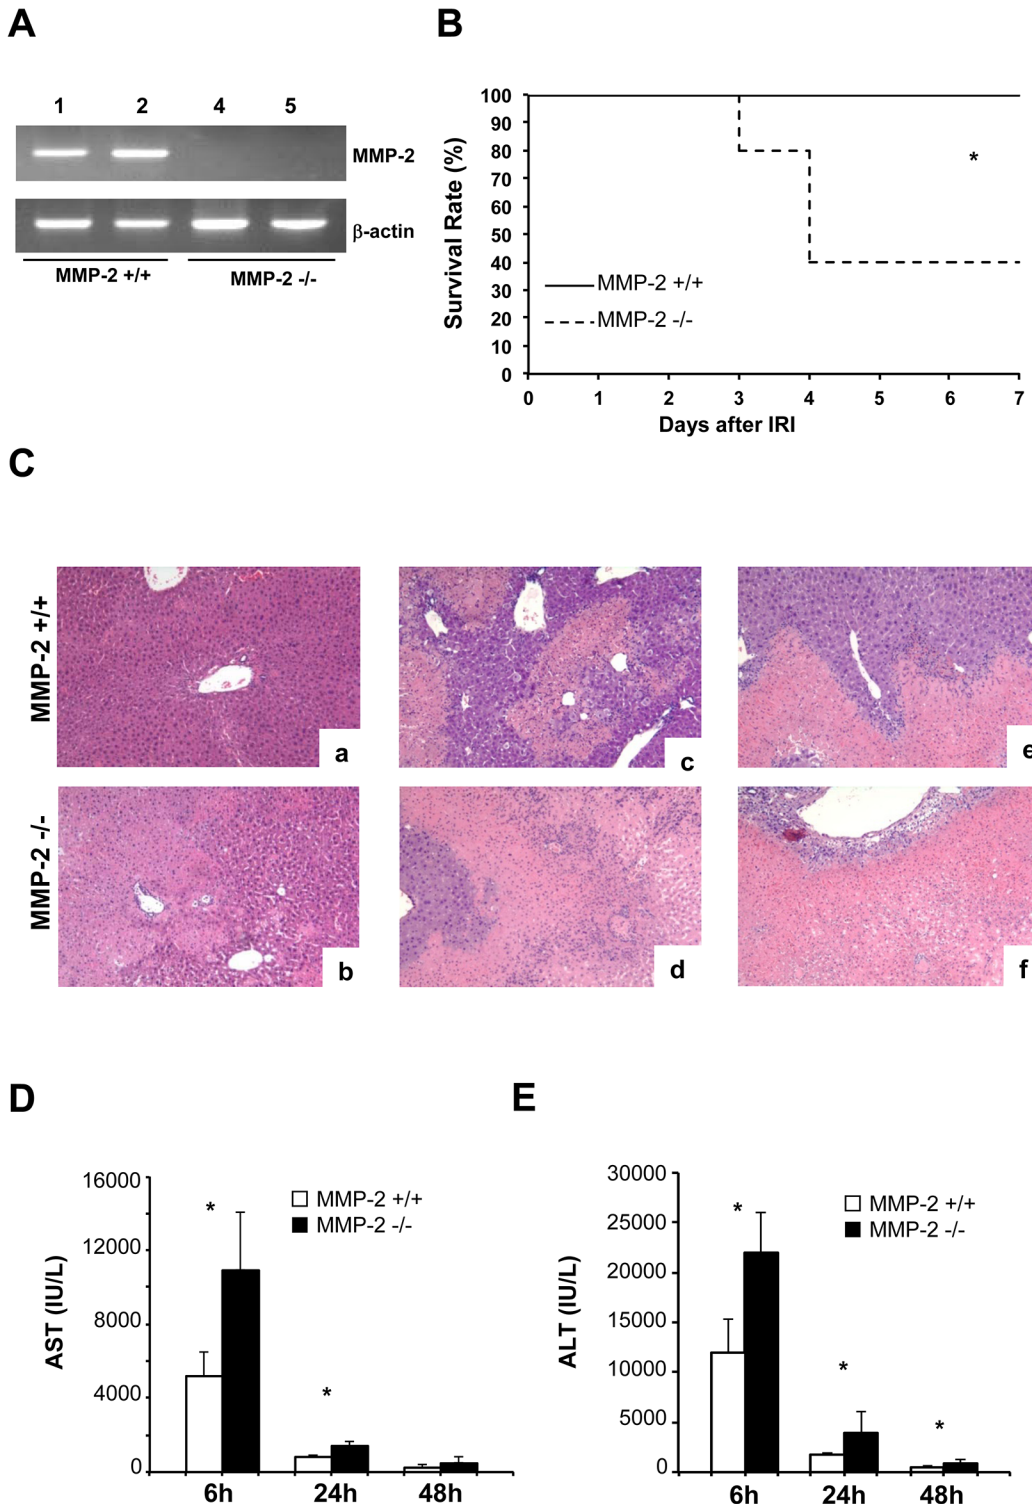 A
1 2 4 5
MMP-2
β-actin
MMP-2 +/+ MMP-2 -/-
B
100
90
80
70
60
50
40
30
20
10
0
Survival Rate (%)
MMP-2 +/+
MMP-2 -/-
*
0 1 2 3 4 5 6 7
Days after IRI
C
MMP-2 +/+
a c e
MMP-2 -/-
b d f
D
16000
12000
8000
4000
0
AST (IU/L)
MMP-2 +/+
MMP-2 -/-
*
*
6h 24h 48h
E
30000
25000
20000
15000
10000
5000
0
ALT (IU/L)
MMP-2 +/+
MMP-2 -/-
*
*
*
6h 24h 48h